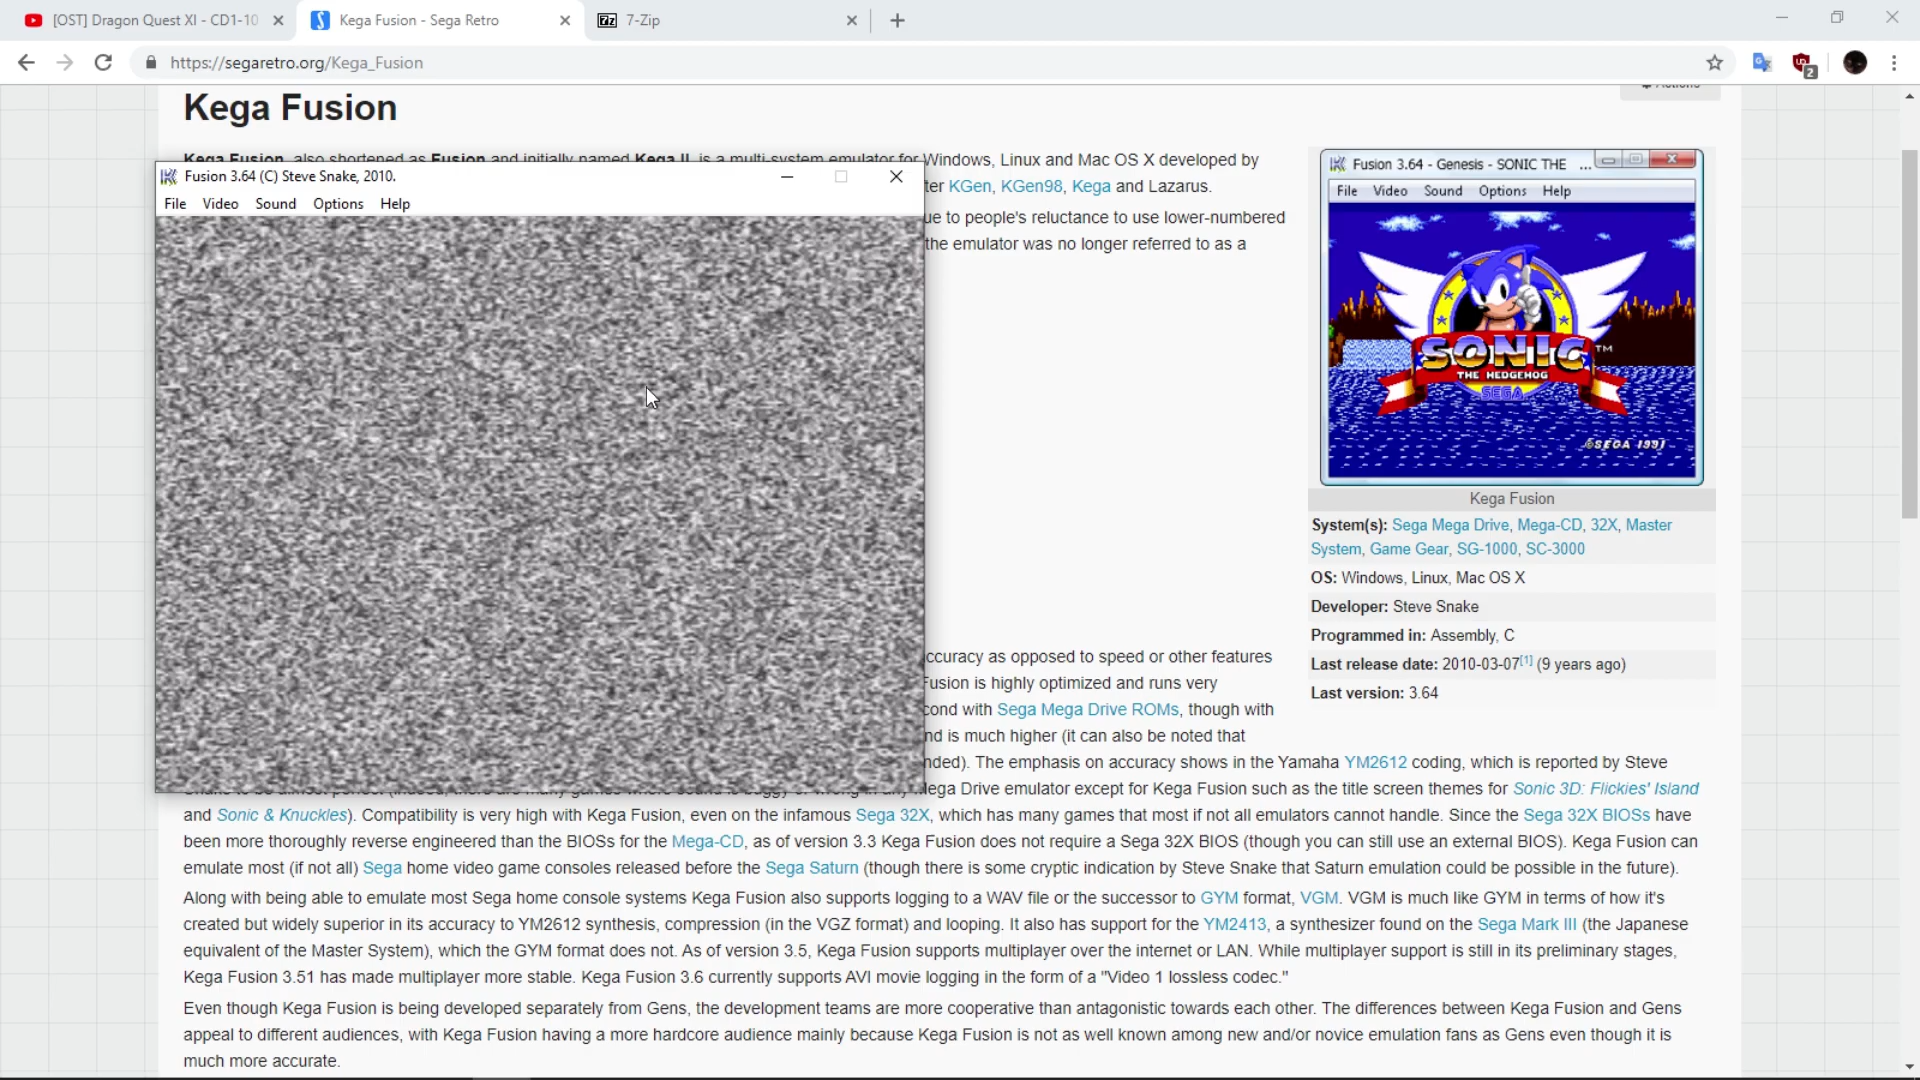 [OST] Dragon Quest XI - CD1-10
Kega Fusion - Sega Retro
7z 7-Zip
https://segaretro.org/Kega_Fusion
2
Kega Fusion
Kega Fusion, also shortened as Fusion and initially named Kega II, is a multi-system emulator for Windows, Linux and Mac OS X developed by
ter KGen, KGen98, Kega and Lazarus.
ue to people's reluctance to use lower-numbered
the emulator was no longer referred to as a
Fusion 3.64 (C) Steve Snake, 2010.
File Video Sound Options Help
Fusion 3.64 - Genesis - SONIC THE ...
File Video Sound Options Help
SONIC
TM
THE HEDGEHOG
SEGA
©SEGA 1991
Kega Fusion
System(s): Sega Mega Drive, Mega-CD, 32X, Master
System, Game Gear, SG-1000, SC-3000
OS: Windows, Linux, Mac OS X
Developer: Steve Snake
Programmed in: Assembly, C
Last release date: 2010-03-07[1] (9 years ago)
Last version: 3.64
ccuracy as opposed to speed or other features
Fusion is highly optimized and runs very
cond with Sega Mega Drive ROMs, though with
nd is much higher (it can also be noted that
nded). The emphasis on accuracy shows in the Yamaha YM2612 coding, which is reported by Steve
Mega Drive emulator except for Kega Fusion such as the title screen themes for Sonic 3D: Flickies' Island
and Sonic & Knuckles). Compatibility is very high with Kega Fusion, even on the infamous Sega 32X, which has many games that most if not all emulators cannot handle. Since the Sega 32X BIOSs have
been more thoroughly reverse engineered than the BIOSs for the Mega-CD, as of version 3.3 Kega Fusion does not require a Sega 32X BIOS (though you can still use an external BIOS). Kega Fusion can
emulate most (if not all) Sega home video game consoles released before the Sega Saturn (though there is some cryptic indication by Steve Snake that Saturn emulation could be possible in the future).
Along with being able to emulate most Sega home console systems Kega Fusion also supports logging to a WAV file or the successor to GYM format, VGM. VGM is much like GYM in terms of how it's
created but widely superior in its accuracy to YM2612 synthesis, compression (in the VGZ format) and looping. It also has support for the YM2413, a synthesizer found on the Sega Mark III (the Japanese
equivalent of the Master System), which the GYM format does not. As of version 3.5, Kega Fusion supports multiplayer over the internet or LAN. While multiplayer support is still in its preliminary stages,
Kega Fusion 3.51 has made multiplayer more stable. Kega Fusion 3.6 currently supports AVI movie logging in the form of a "Video 1 lossless codec."
Even though Kega Fusion is being developed separately from Gens, the development teams are more cooperative than antagonistic towards each other. The differences between Kega Fusion and Gens
appeal to different audiences, with Kega Fusion having a more hardcore audience mainly because Kega Fusion is not as well known among new and/or novice emulation fans as Gens even though it is
much more accurate.